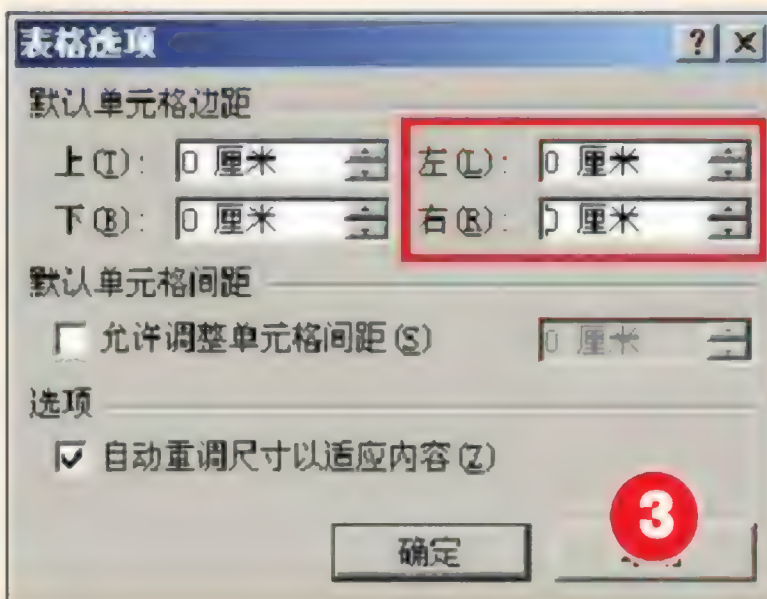 表格选项
默认单元格边距
上(T): 0 厘米 左(L): 0 厘米
下(B): 0 厘米 右(R): 0 厘米
默认单元格间距
允许调整单元格间距(S) 0 厘米
选项
自动重调尺寸以适应内容(Z)
确定
3